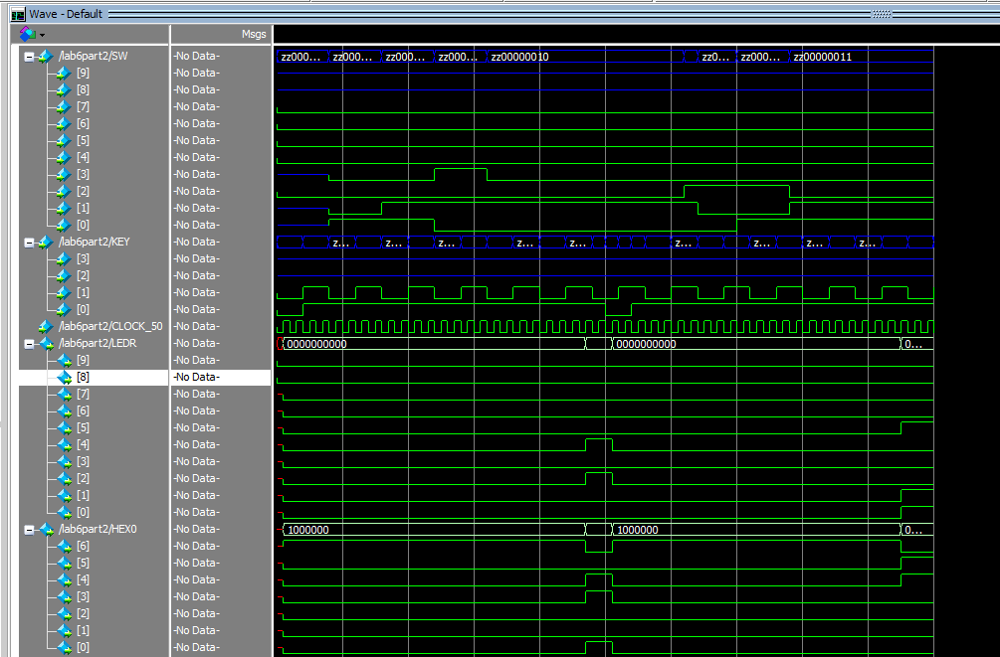 Wave - Default
Msgs
/lab6part2/SW -No Data- zz000... zz000... zz000... zz000... zz00000010 zz0... zz000... zz00000011
[9] -No Data-
[8] -No Data-
[7] -No Data-
[6] -No Data-
[5] -No Data-
[4] -No Data-
[3] -No Data-
[2] -No Data-
[1] -No Data-
[0] -No Data-
/lab6part2/KEY -No Data- z... z... z... z... z... z... z... z... z...
[3] -No Data-
[2] -No Data-
[1] -No Data-
[0] -No Data-
/lab6part2/CLOCK_50 -No Data-
/lab6part2/LEDR -No Data- 0000000000 0000000000 0...
[9] -No Data-
[8] -No Data-
[7] -No Data-
[6] -No Data-
[5] -No Data-
[4] -No Data-
[3] -No Data-
[2] -No Data-
[1] -No Data-
[0] -No Data-
/lab6part2/HEX0 -No Data- 1000000 1000000 0...
[6] -No Data-
[5] -No Data-
[4] -No Data-
[3] -No Data-
[2] -No Data-
[1] -No Data-
[0] -No Data-